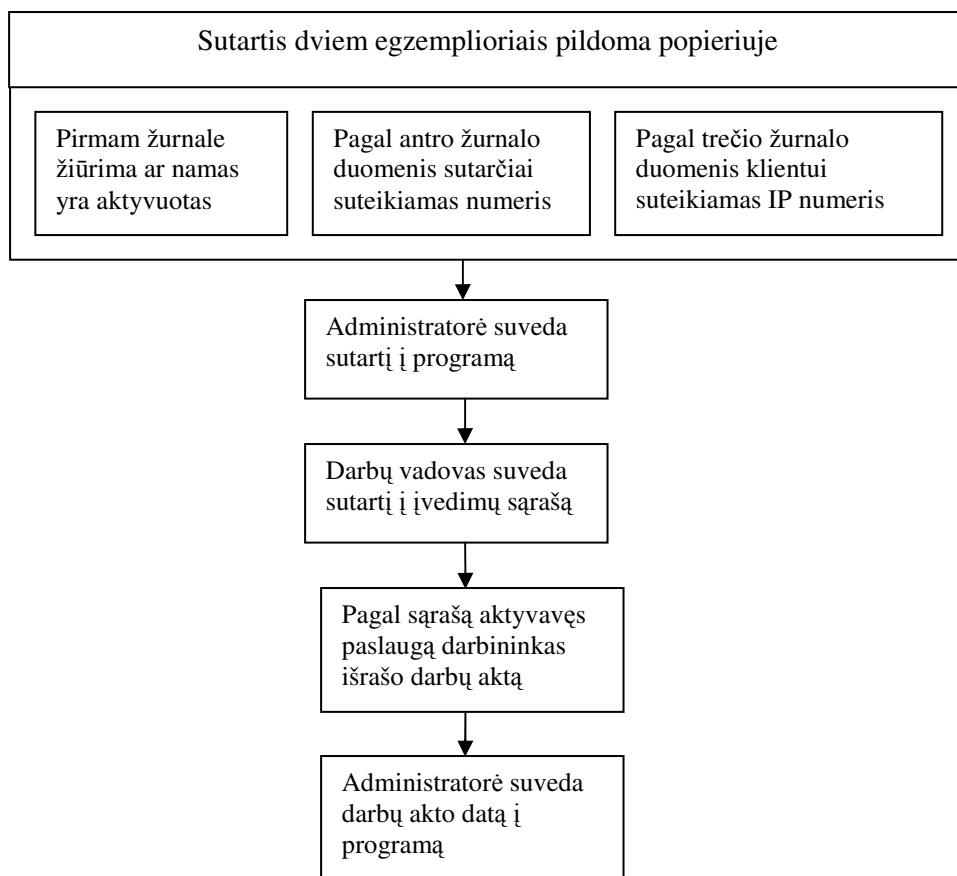 Sutartis dviem egzemplioriais pildoma popieriuje
Pirmam žurnale
žiūrima ar namas
yra aktyvuotas
Pagal antro žurnalo
duomenis sutarčiai
suteikiamas numeris
Pagal trečio žurnalo
duomenis klientui
suteikiamas IP numeris
Administratorė suveda
sutartį į programą
Darbų vadovas suveda
sutartį į įvedimų sąrašą
Pagal sąrašą aktyvavęs
paslaugą darbininkas
išrašo darbų aktą
Administratorė suveda
darbų akto datą į
programą